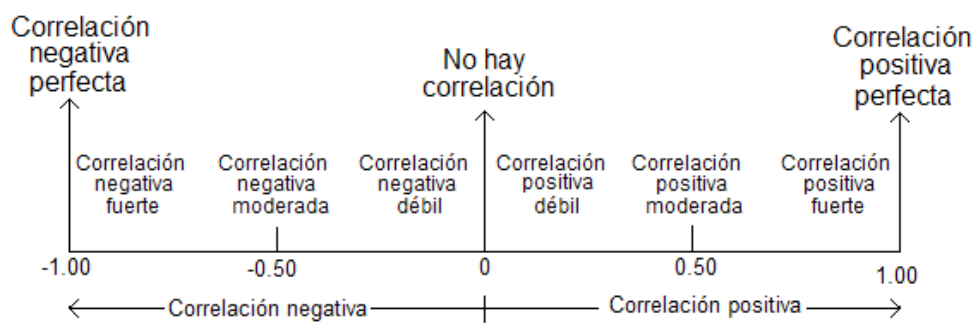 Correlación
negativa
perfecta
No hay
correlación
Correlación
positiva
perfecta
Correlación
negativa
fuerte
Correlación
negativa
moderada
Correlación
negativa
débil
Correlación
positiva
débil
Correlación
positiva
moderada
Correlación
positiva
fuerte
-1.00
-0.50
0
0.50
1.00
Correlación negativa
Correlación positiva